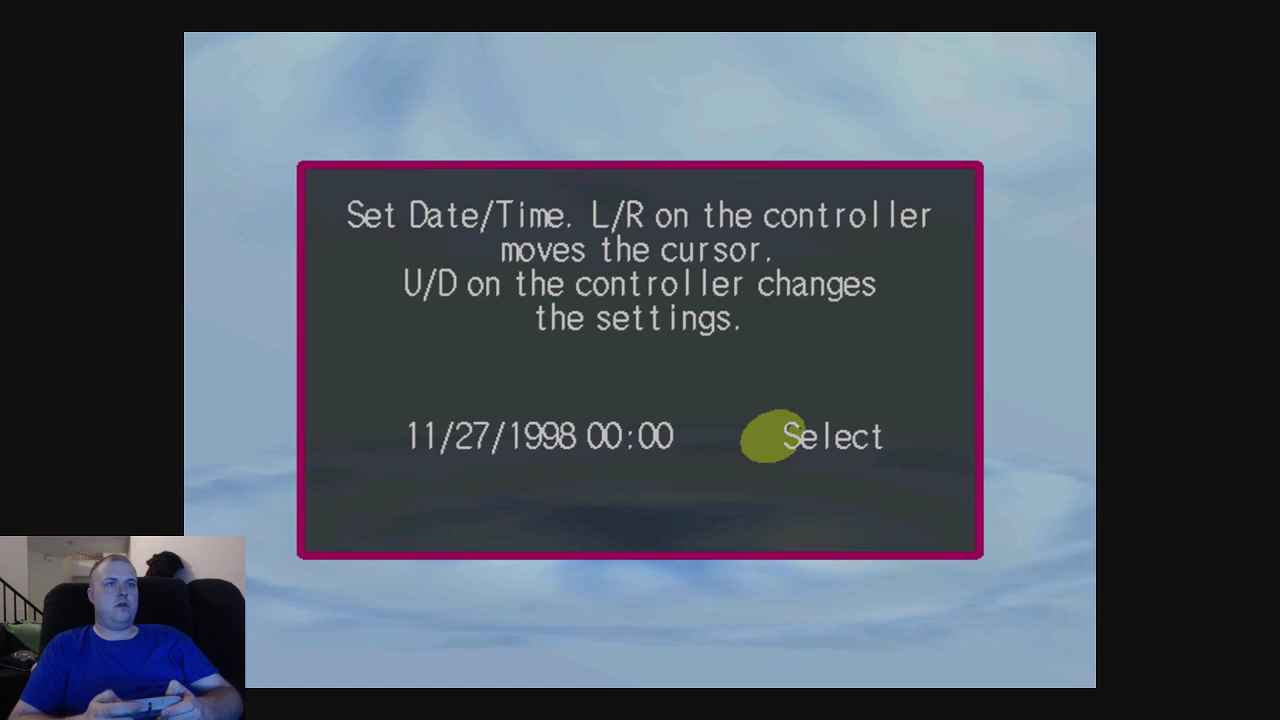 Set Date/Time. L/R on the controller
moves the cursor.
U/D on the controller changes
the settings.
11/27/1998 00:00 Select